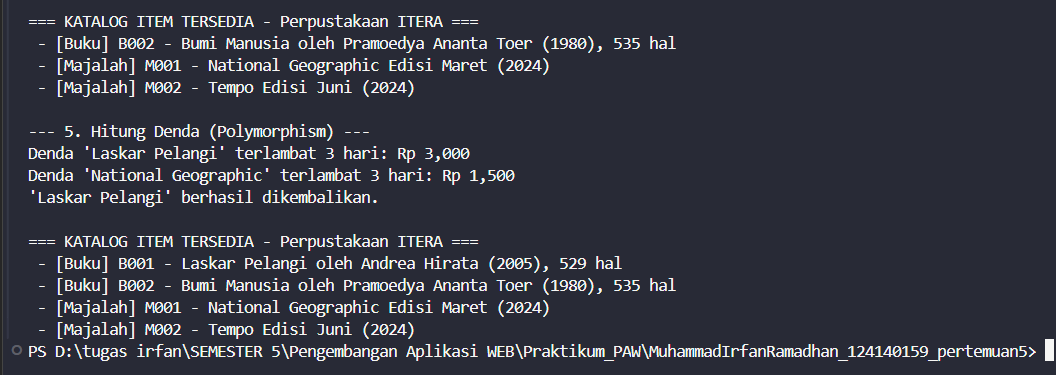 === KATALOG ITEM TERSEDIA - Perpustakaan ITERA ===
- [Buku] B002 - Bumi Manusia oleh Pramoedya Ananta Toer (1980), 535 hal
- [Majalah] M001 - National Geographic Edisi Maret (2024)
- [Majalah] M002 - Tempo Edisi Juni (2024)
--- 5. Hitung Denda (Polymorphism) ---
Denda 'Laskar Pelangi' terlambat 3 hari: Rp 3,000
Denda 'National Geographic' terlambat 3 hari: Rp 1,500
'Laskar Pelangi' berhasil dikembalikan.
=== KATALOG ITEM TERSEDIA - Perpustakaan ITERA ===
- [Buku] B001 - Laskar Pelangi oleh Andrea Hirata (2005), 529 hal
- [Buku] B002 - Bumi Manusia oleh Pramoedya Ananta Toer (1980), 535 hal
- [Majalah] M001 - National Geographic Edisi Maret (2024)
- [Majalah] M002 - Tempo Edisi Juni (2024)
PS D:\tugas irfan\SEMESTER 5\Pengembangan Aplikasi WEB\Praktikum_PAW\MuhammadIrfanRamadhan_124140159_pertemuan5>